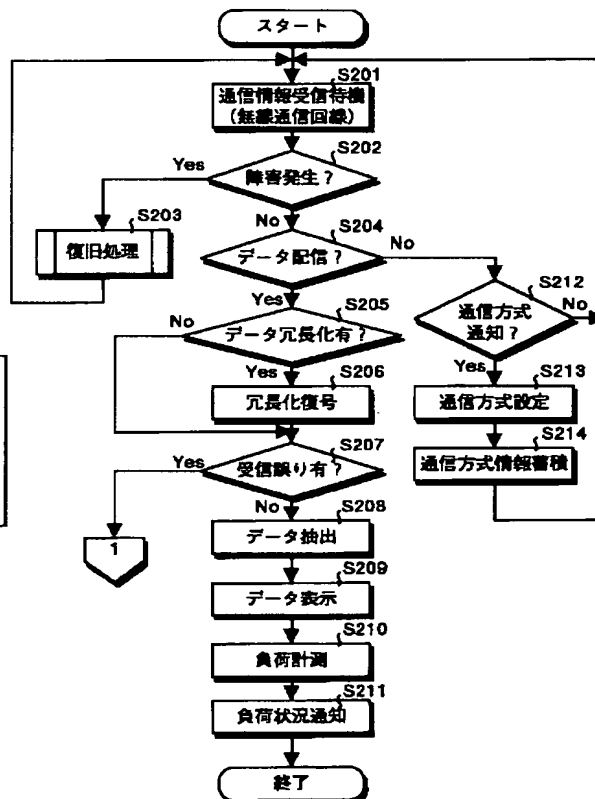 スタート
S201
通信情報受信待機
(無線通信回線)
S202
障害発生?
Yes
No
S203
復旧処理
S204
データ配信?
No
Yes
S205
データ冗長化有?
No
Yes
S206
冗長化復号
S207
受信誤り有?
Yes
No
1
S208
データ抽出
S209
データ表示
S210
負荷計測
S211
負荷状況通知
終了
S212
通信方式
通知?
No
Yes
S213
通信方式設定
S214
通信方式情報蓄積